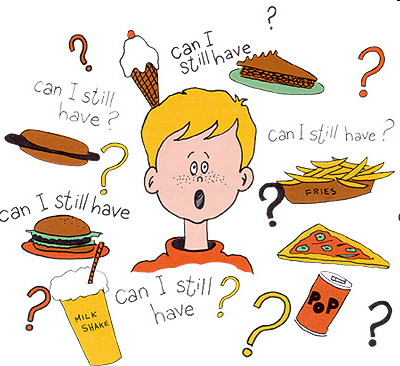 ?
can I
still have
?
can I still
have ?
?
can I still have ?
?
FRIES
?
can I still have
POP
?
MILK
SHAKE
can I still ?
have
?
?